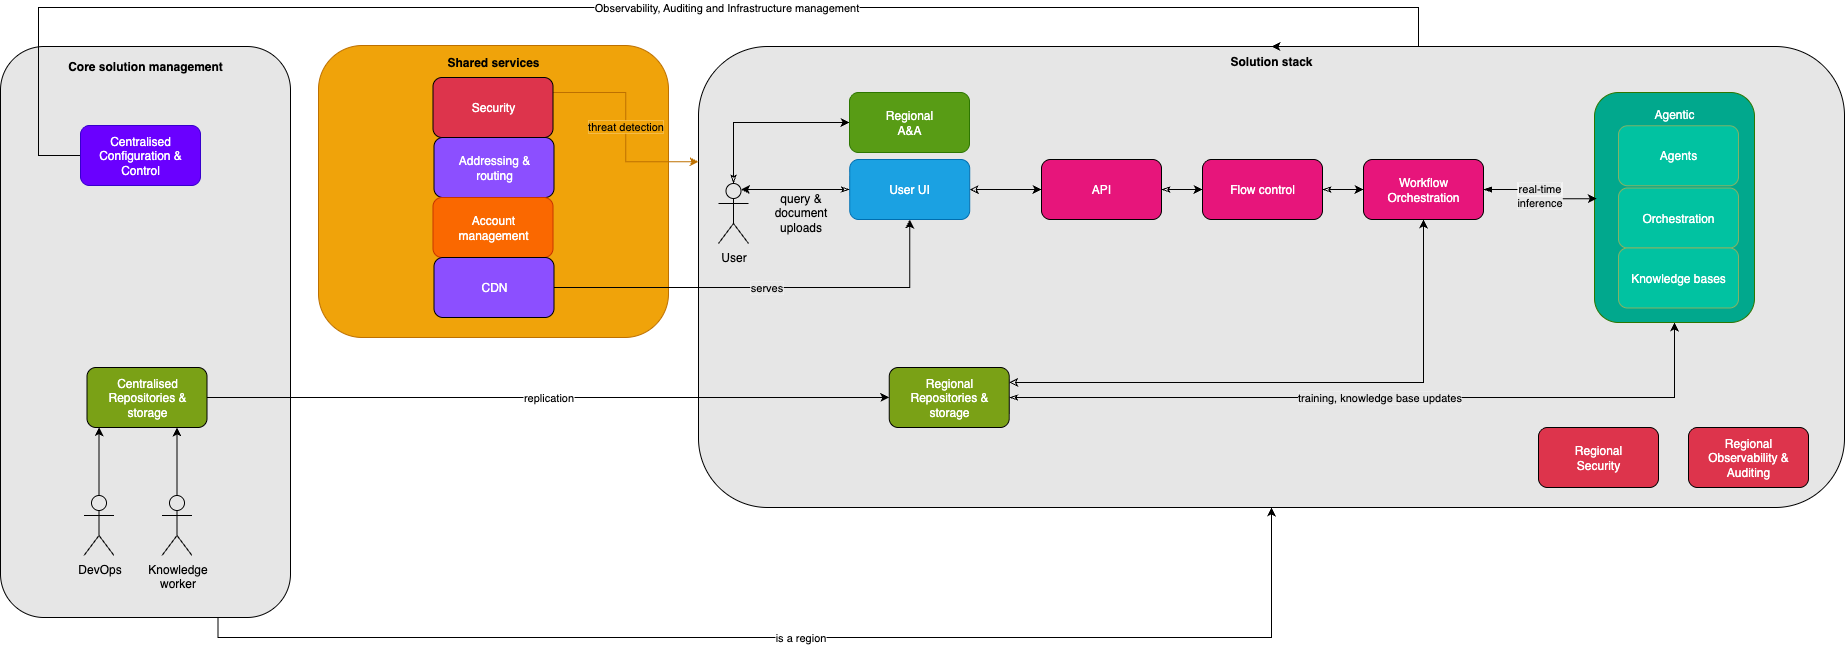 Observability, Auditing and Infrastructure management
Core solution management
Centralised
Configuration &
Control
Centralised
Repositories &
storage
DevOps
Knowledge
worker
Shared services
Security
Addressing &
routing
Account
management
CDN
threat detection
serves
replication
is a region
Solution stack
Regional
A&A
User UI
query &
document
uploads
User
API
Flow control
Workflow
Orchestration
real-time
inference
Agentic
Agents
Orchestration
Knowledge bases
Regional
Repositories &
storage
training, knowledge base updates
Regional
Security
Regional
Observability &
Auditing